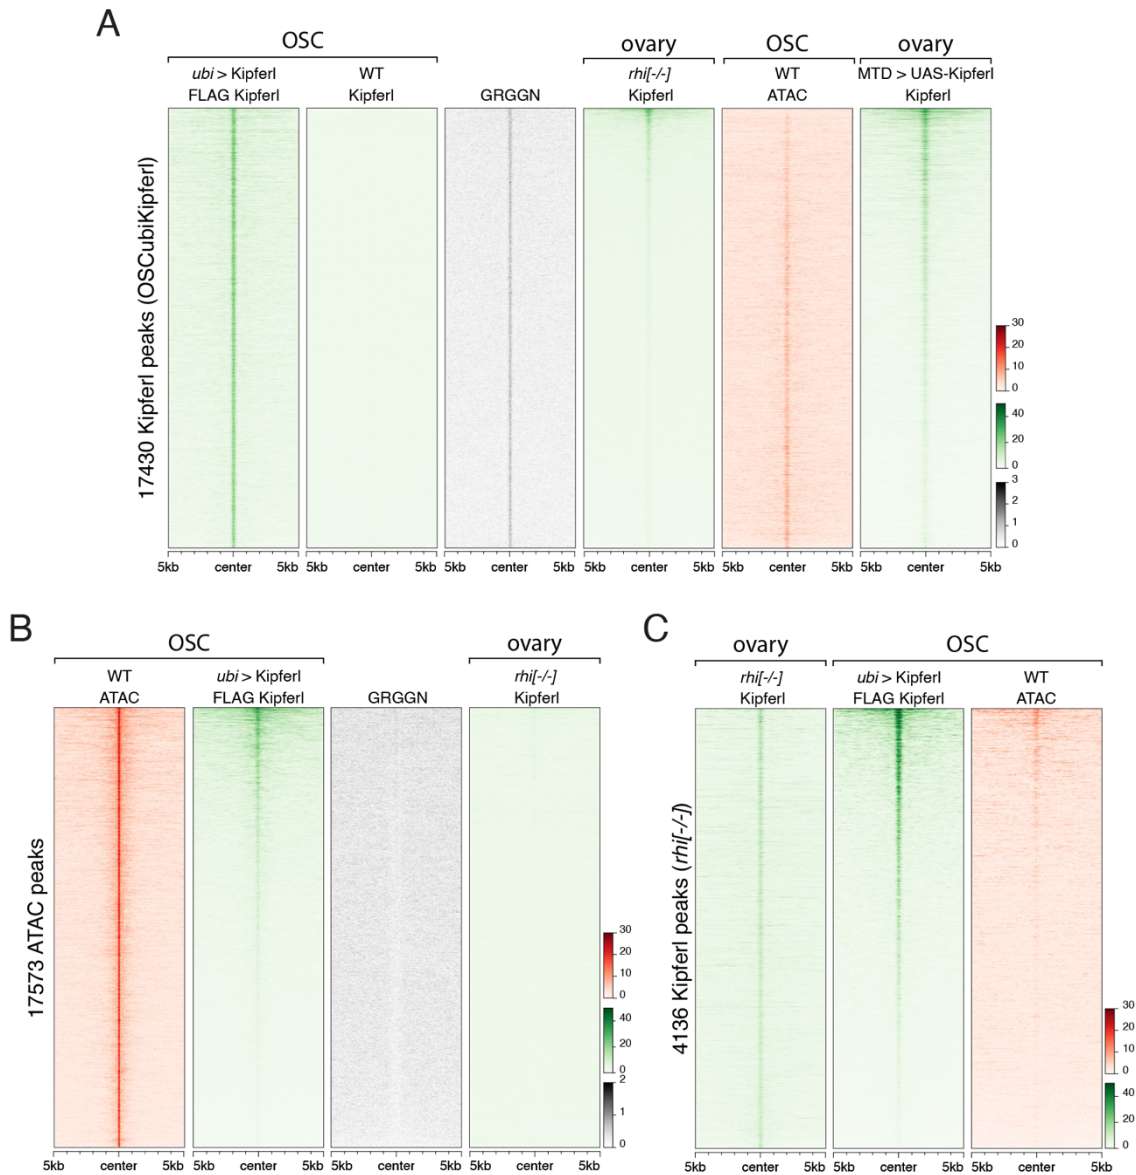 A
OSC
ovary
OSC
ovary
ubi > Kipferl
WT
rhi[-/-]
WT
MTD > UAS-Kipferl
FLAG Kipferl
Kipferl
GRGGN
Kipferl
ATAC
Kipferl
17430 Kipferl peaks (OSCubiKipferl)
30
20
10
0
40
20
0
3
2
1
0
5kb center 5kb
5kb center 5kb
5kb center 5kb
5kb center 5kb
5kb center 5kb
5kb center 5kb
B
OSC
ovary
WT
ubi > Kipferl
rhi[-/-]
ATAC
FLAG Kipferl
GRGGN
Kipferl
17573 ATAC peaks
30
20
10
0
40
20
0
2
1
0
5kb center 5kb
5kb center 5kb
5kb center 5kb
5kb center 5kb
C
ovary
OSC
rhi[-/-]
ubi > Kipferl
WT
Kipferl
FLAG Kipferl
ATAC
4136 Kipferl peaks (rhi[-/-])
30
20
10
0
40
20
0
5kb center 5kb
5kb center 5kb
5kb center 5kb